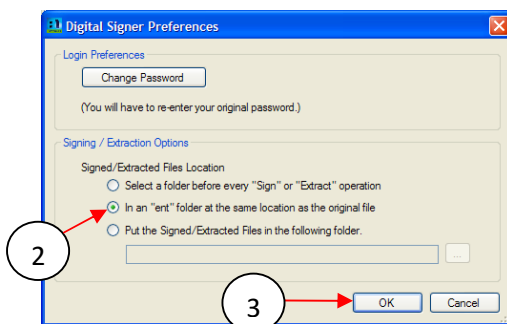 Digital Signer Preferences
Login Preferences
Change Password
(You will have to re-enter your original password.)
Signing / Extraction Options
Signed/Extracted Files Location
Select a folder before every "Sign" or "Extract" operation
In an "ent" folder at the same location as the original file
Put the Signed/Extracted Files in the following folder.
...
2
3
OK Cancel